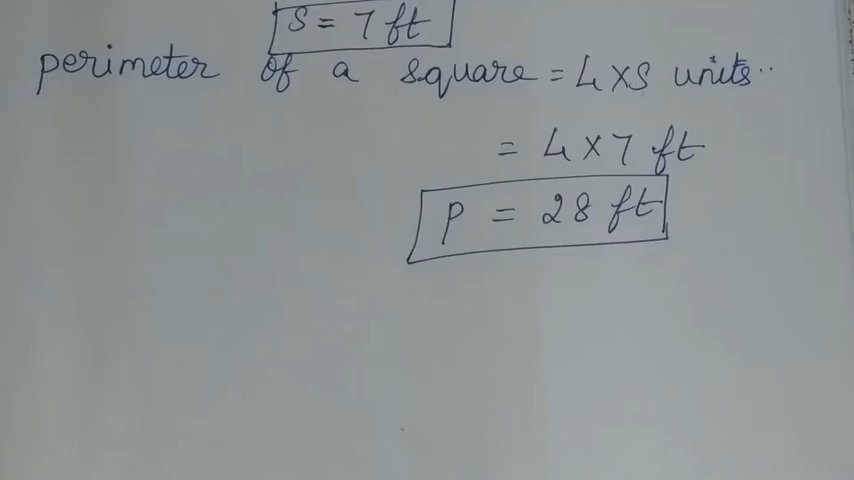 S = 7 ft
perimeter of a square = 4 × S units..
= 4 × 7 ft
P = 28 ft